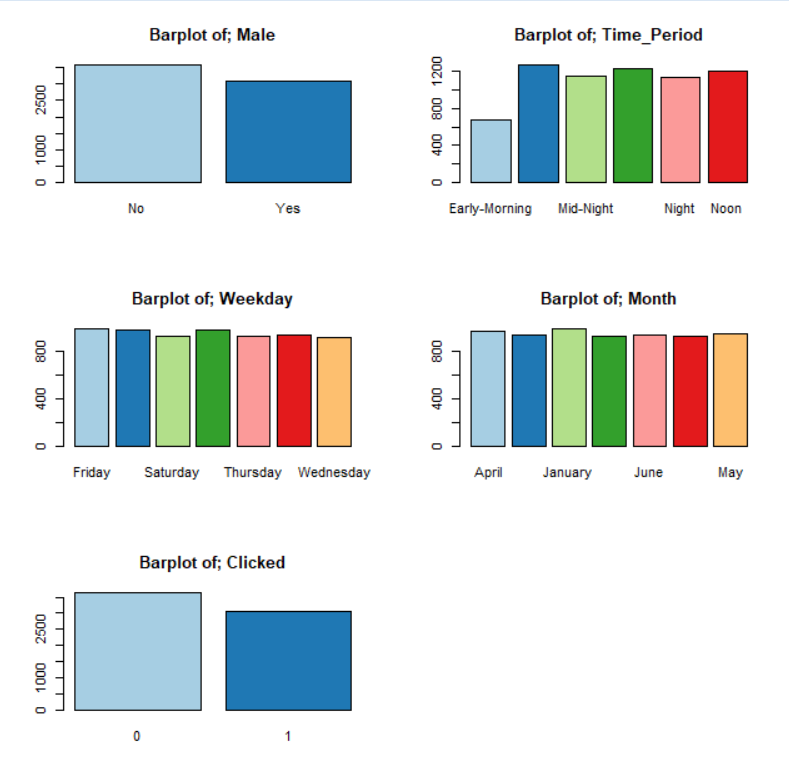 Barplot of; Male
2500
1000
0
No Yes
Barplot of; Time_Period
1200
800
400
0
Early-Morning Mid-Night Night Noon
Barplot of; Weekday
800
400
0
Friday Saturday Thursday Wednesday
Barplot of; Month
800
400
0
April January June May
Barplot of; Clicked
2500
1000
0
0 1